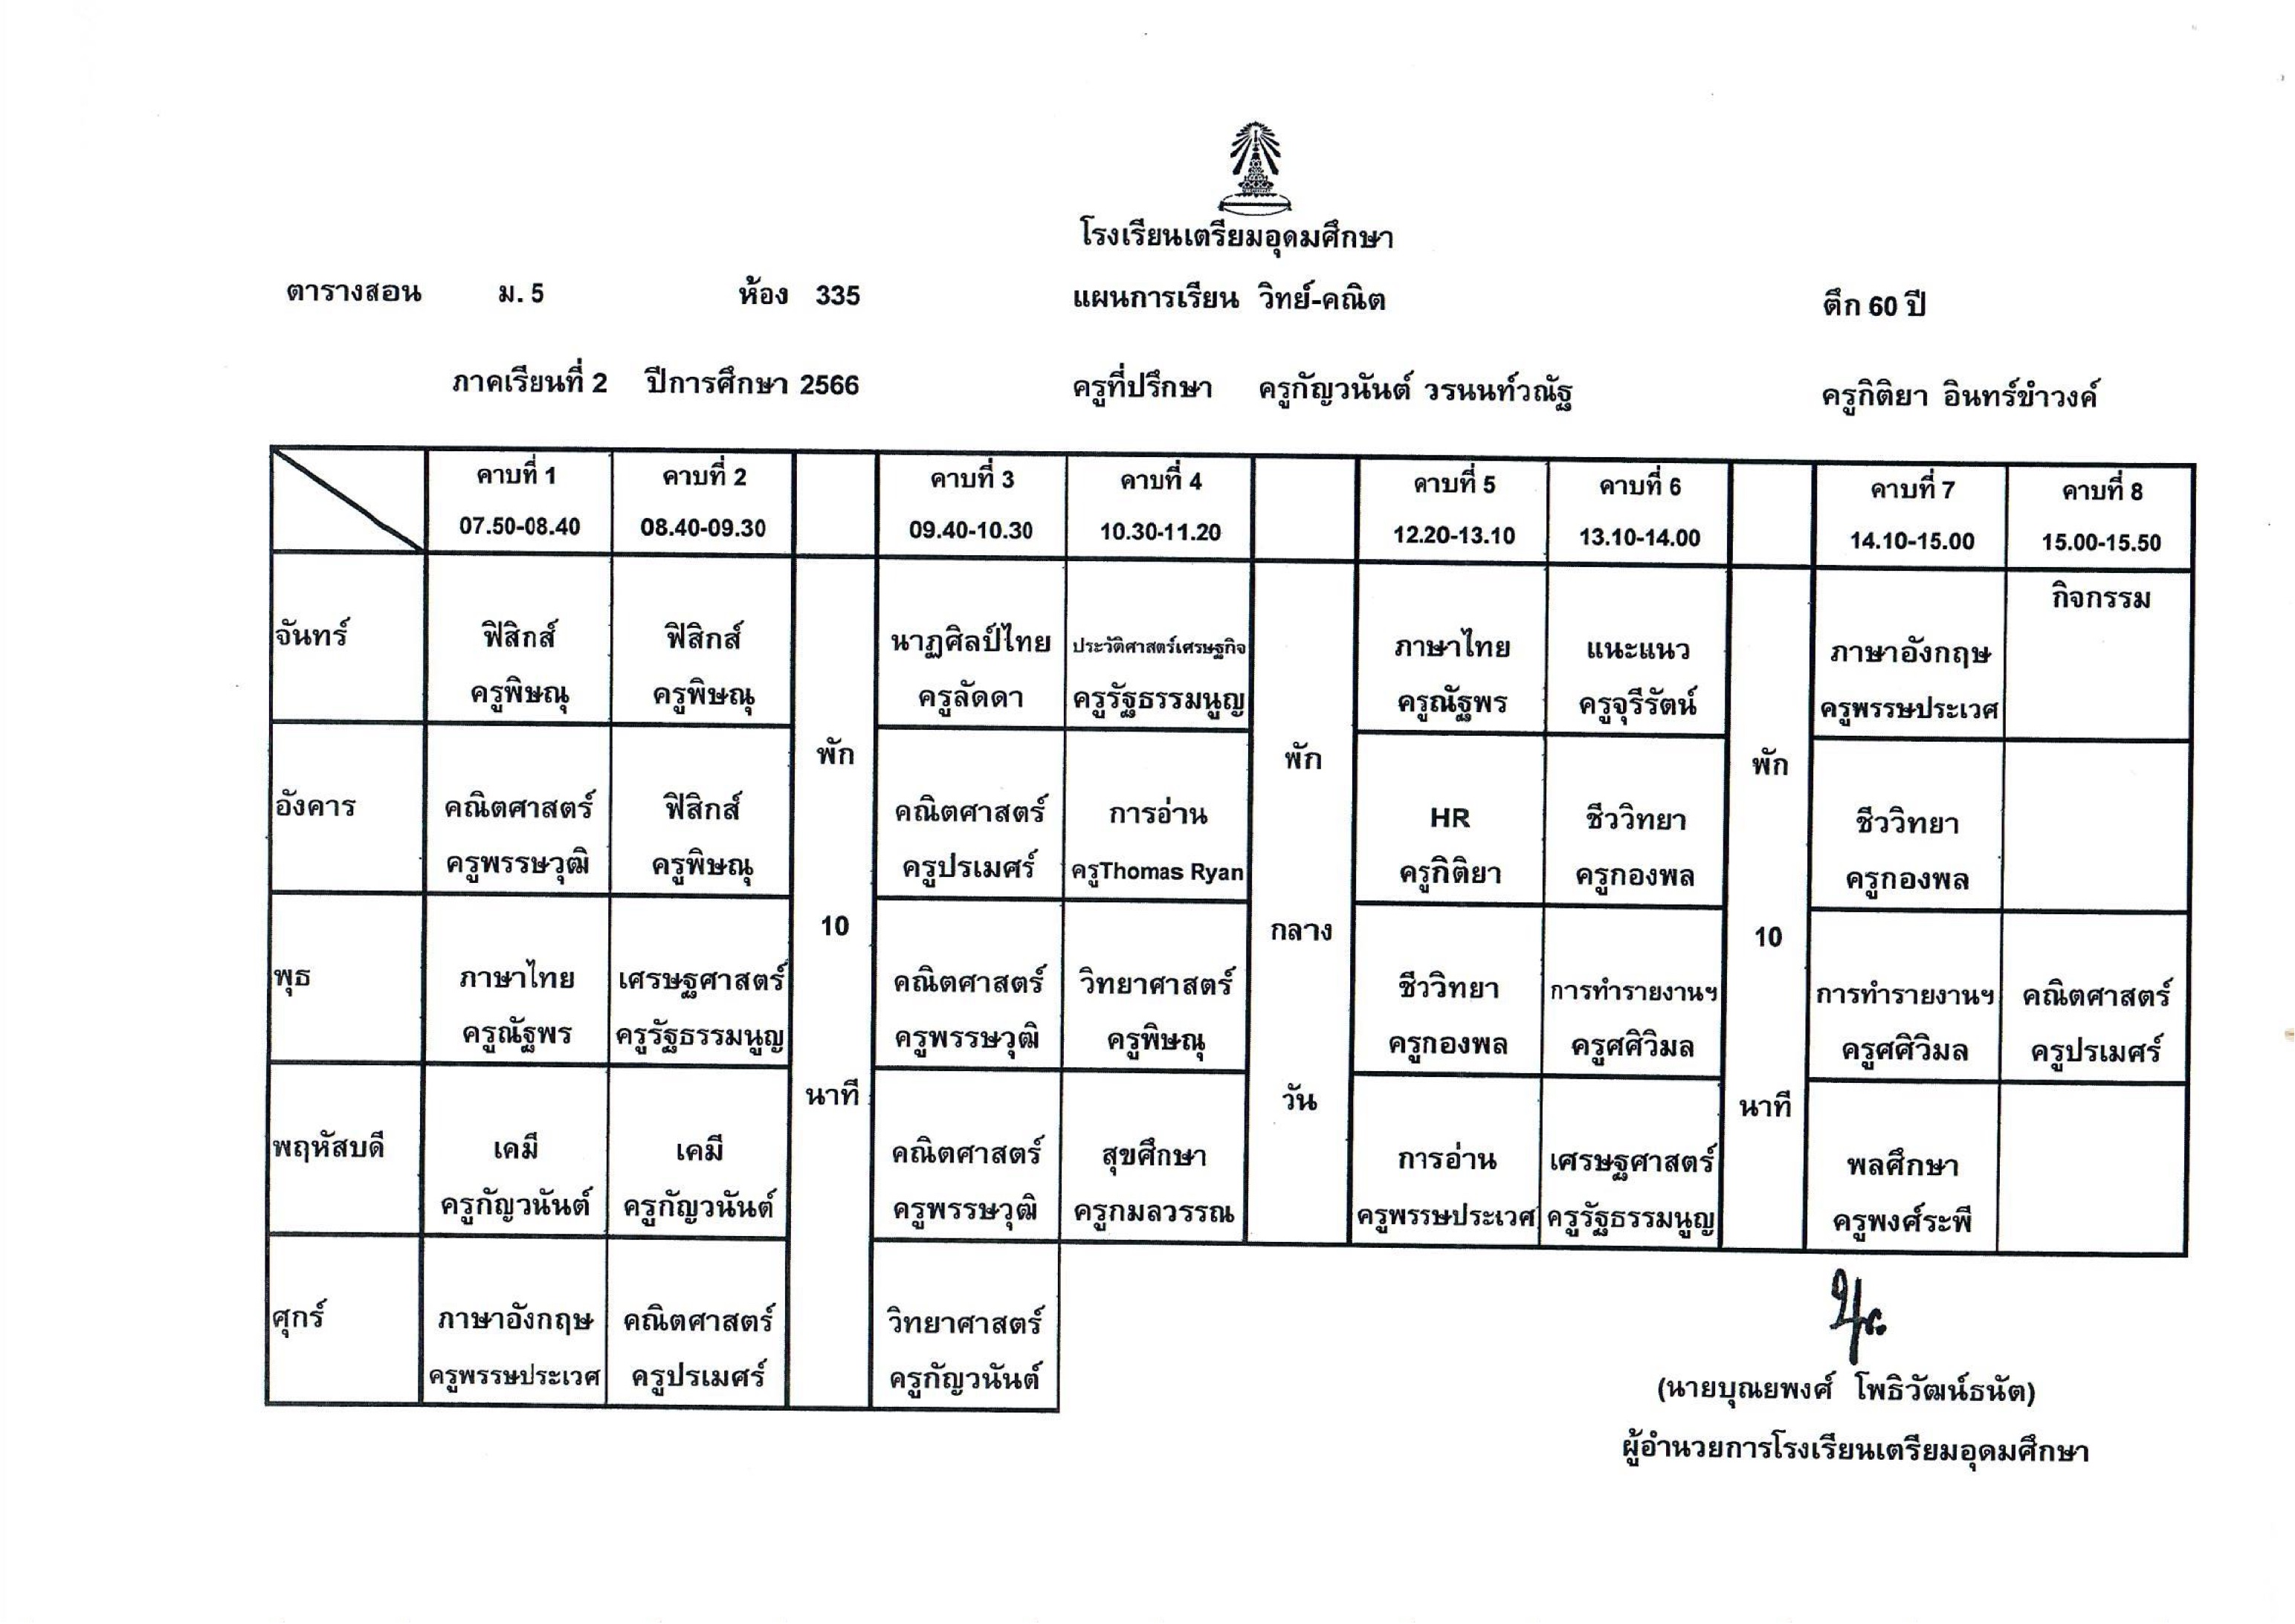 โรงเรียนเตรียมอุดมศึกษา
ตารางสอน ม. 5 ห้อง 335 แผนการเรียน วิทย์-คณิต ตึก 60 ปี
ภาคเรียนที่ 2 ปีการศึกษา 2566 ครูที่ปรึกษา ครูกัญวนันต์ วรนนท์วณัฐ ครูกิติยา อินทร์ขำวงค์
คาบที่ 1 คาบที่ 2 คาบที่ 3 คาบที่ 4 คาบที่ 5 คาบที่ 6 คาบที่ 7 คาบที่ 8
07.50-08.40 08.40-09.30 09.40-10.30 10.30-11.20 12.20-13.10 13.10-14.00 14.10-15.00 15.00-15.50
จันทร์ ฟิสิกส์ ฟิสิกส์ นาฏศิลป์ไทย ประวัติศาสตร์เศรษฐกิจ ภาษาไทย แนะแนว ภาษาอังกฤษ กิจกรรม
ครูพิษณุ ครูพิษณุ ครูลัดดา ครูรัฐธรรมนูญ ครูณัฐพร ครูจุรีรัตน์ ครูพรรษประเวศ
พัก พัก พัก
อังคาร คณิตศาสตร์ ฟิสิกส์ คณิตศาสตร์ การอ่าน HR ชีววิทยา ชีววิทยา
ครูพรรษวุฒิ ครูพิษณุ ครูปรเมศร์ ครูThomas Ryan ครูกิติยา ครูกองพล ครูกองพล
10 กลาง 10
พุธ ภาษาไทย เศรษฐศาสตร์ คณิตศาสตร์ วิทยาศาสตร์ ชีววิทยา การทำรายงานฯ การทำรายงานฯ คณิตศาสตร์
ครูณัฐพร ครูรัฐธรรมนูญ ครูพรรษวุฒิ ครูพิษณุ ครูกองพล ครูศศิวิมล ครูศศิวิมล ครูปรเมศร์
นาที วัน นาที
พฤหัสบดี เคมี เคมี คณิตศาสตร์ สุขศึกษา การอ่าน เศรษฐศาสตร์ พลศึกษา
ครูกัญวนันต์ ครูกัญวนันต์ ครูพรรษวุฒิ ครูกมลวรรณ ครูพรรษประเวศ ครูรัฐธรรมนูญ ครูพงศ์ระพี
ศุกร์ ภาษาอังกฤษ คณิตศาสตร์ วิทยาศาสตร์
ครูพรรษประเวศ ครูปรเมศร์ ครูกัญวนันต์
(นายบุณยพงศ์ โพธิวัฒน์ธนัต)
ผู้อำนวยการโรงเรียนเตรียมอุดมศึกษา